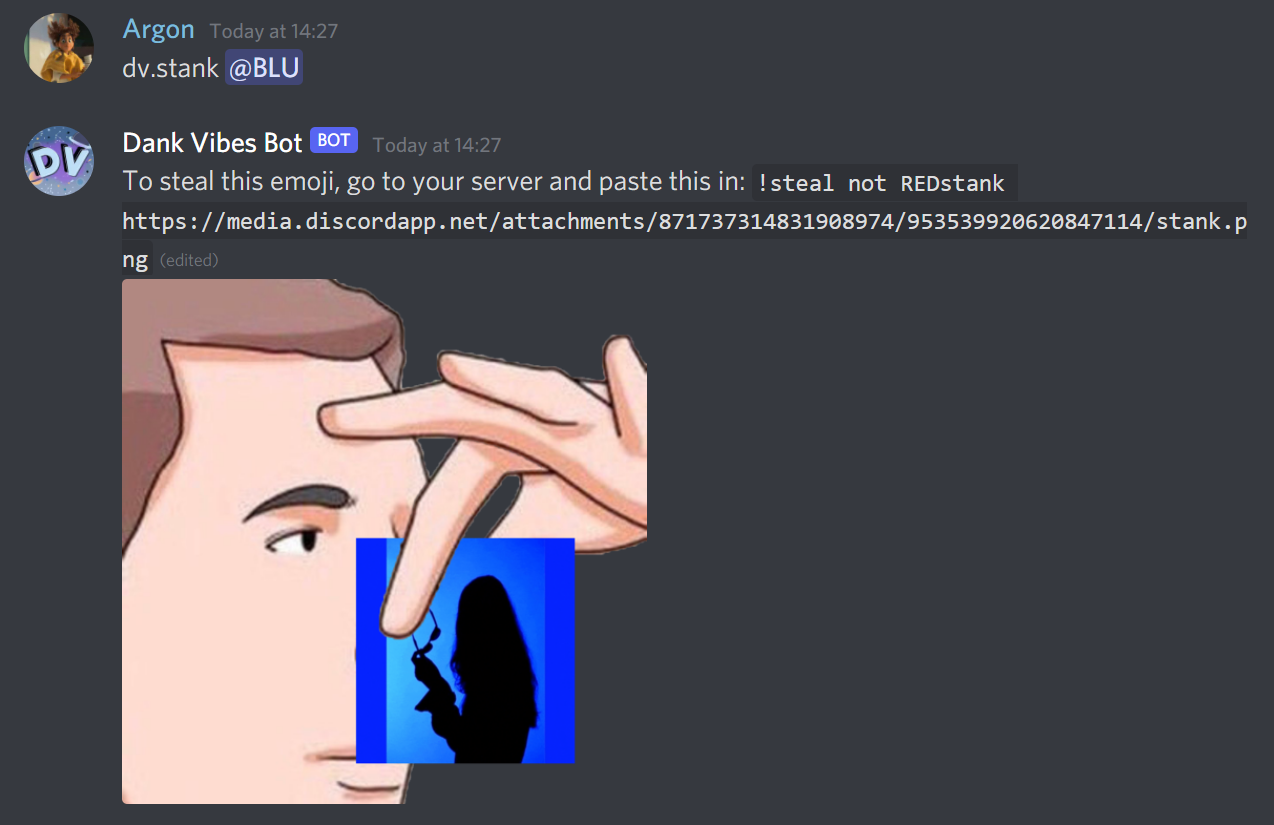 Argon Today at 14:27
dv.stank @BLU
DV
Dank Vibes Bot BOT Today at 14:27
To steal this emoji, go to your server and paste this in: !steal not REDstank
https://media.discordapp.net/attachments/871737314831908974/953539920620847114/stank.p
ng (edited)